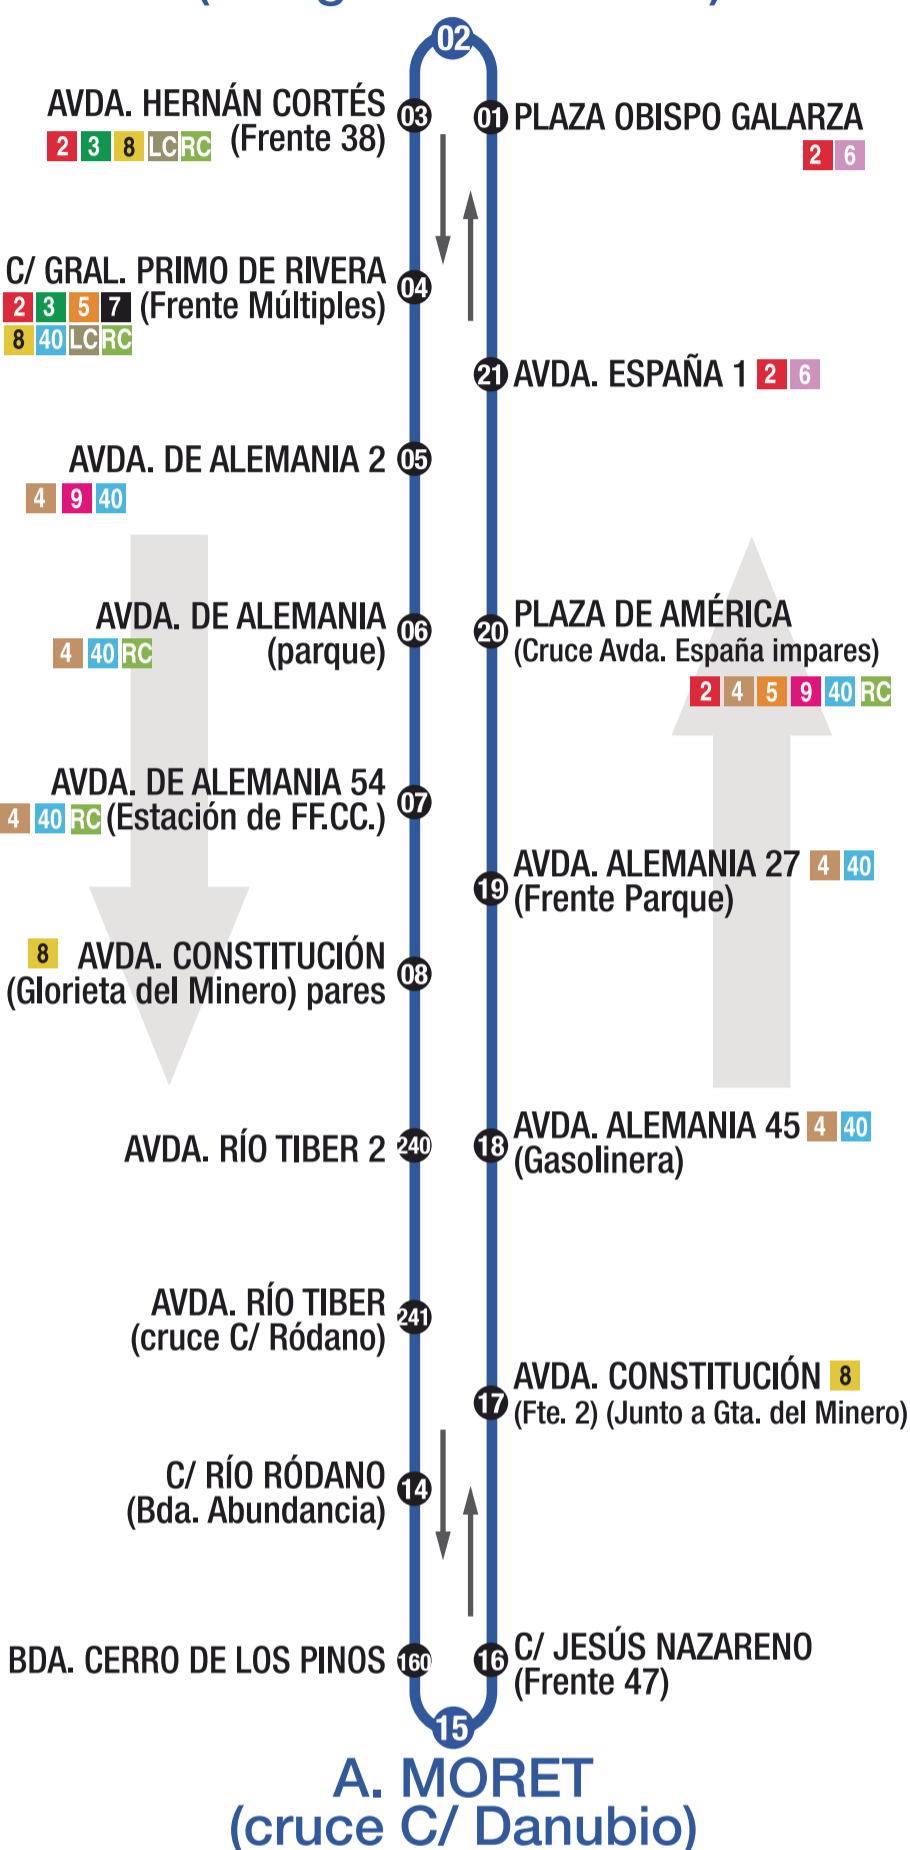 02
AVDA. HERNÁN CORTÉS
(Frente 38)
2 3 8 LC RC
03
01
PLAZA OBISPO GALARZA
2 6
C/ GRAL. PRIMO DE RIVERA
(Frente Múltiples)
2 3 5 7
8 40 LC RC
04
21
AVDA. ESPAÑA 1 2 6
AVDA. DE ALEMANIA 2
4 9 40
05
AVDA. DE ALEMANIA
(parque)
4 40 RC
06
20
PLAZA DE AMÉRICA
(Cruce Avda. España impares)
2 4 5 9 40 RC
AVDA. DE ALEMANIA 54
4 40 RC (Estación de FF.CC.)
07
19
AVDA. ALEMANIA 27 4 40
(Frente Parque)
8 AVDA. CONSTITUCIÓN
(Glorieta del Minero) pares
08
AVDA. RÍO TIBER 2
240
18
AVDA. ALEMANIA 45 4 40
(Gasolinera)
AVDA. RÍO TIBER
(cruce C/ Ródano)
241
17
AVDA. CONSTITUCIÓN 8
(Fte. 2) (Junto a Gta. del Minero)
C/ RÍO RÓDANO
(Bda. Abundancia)
14
BDA. CERRO DE LOS PINOS
160
16
C/ JESÚS NAZARENO
(Frente 47)
15
A. MORET
(cruce C/ Danubio)